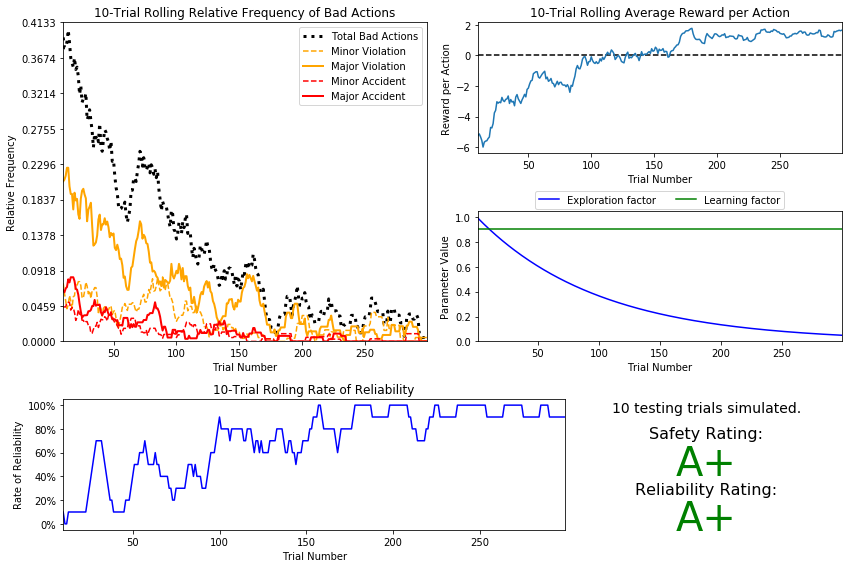 10-Trial Rolling Relative Frequency of Bad Actions
0.4133
0.3674
0.3214
0.2755
0.2296
0.1837
0.1378
0.0918
0.0459
0.0000
Relative Frequency
Total Bad Actions
Minor Violation
Major Violation
Minor Accident
Major Accident
50 100 150 200 250
Trial Number
10-Trial Rolling Average Reward per Action
2
0
−2
−4
−6
Reward per Action
50 100 150 200 250
Trial Number
Exploration factor Learning factor
1.0
0.8
0.6
0.4
0.2
0.0
Parameter Value
50 100 150 200 250
Trial Number
10-Trial Rolling Rate of Reliability
100%
80%
60%
40%
20%
0%
Rate of Reliability
50 100 150 200 250
Trial Number
10 testing trials simulated.
Safety Rating:
A+
Reliability Rating:
A+